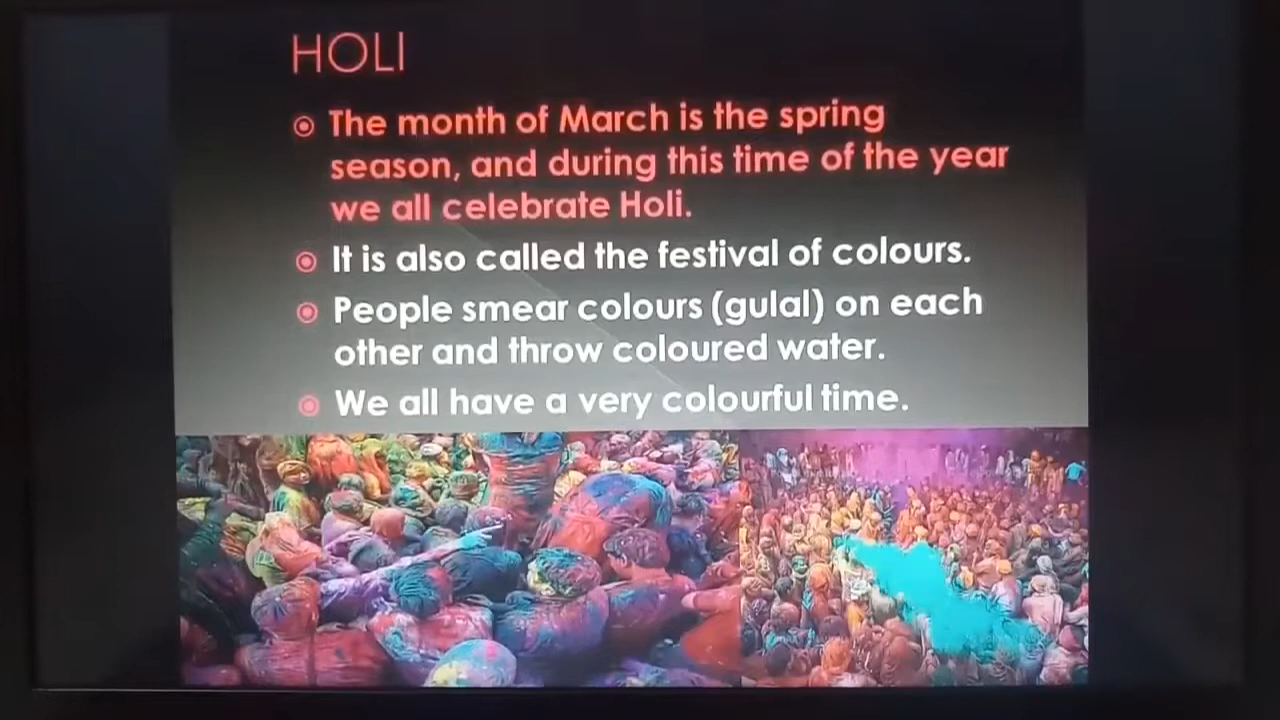 HOLI
The month of March is the spring
season, and during this time of the year
we all celebrate Holi.
It is also called the festival of colours.
People smear colours (gulal) on each
other and throw coloured water.
We all have a very colourful time.